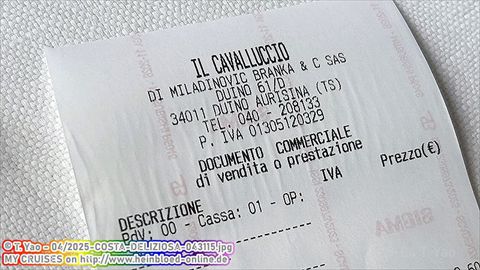 IL CAVALLUCCIO
DI MILADINOVIC BRANKA & C SAS
DUINO 61/D
34011 DUINO AURISINA (TS)
TEL. 040 - 208133
P. IVA 01305120329
DOCUMENTO COMMERCIALE
di vendita o prestazione
IVA Prezzo(€)
DESCRIZIONE
PdV: 00 - Cassa: 01 - OP:
©T. Yao - 04/2025-COSTA-DELIZIOSA-043115.jpg
MY CRUISES on http://www.heinbloed-online.de